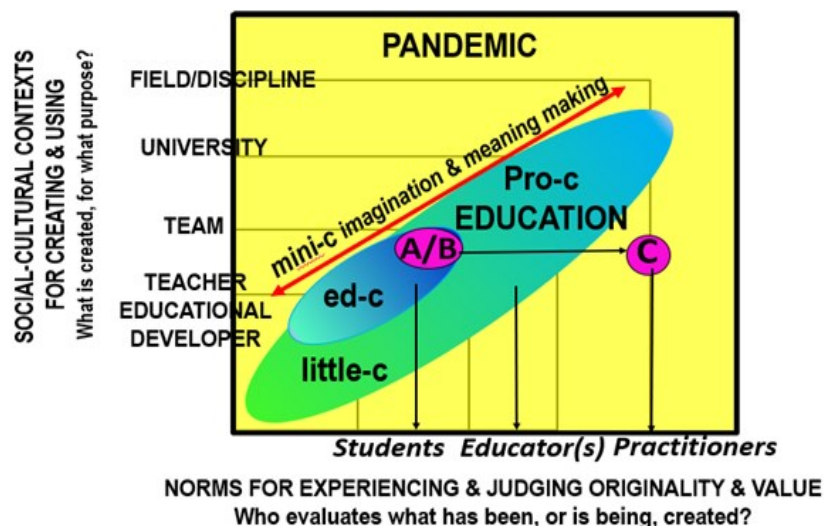 SOCIAL-CULTURAL CONTEXTS
FOR CREATING & USING
What is created, for what purpose?
PANDEMIC
FIELD/DISCIPLINE
UNIVERSITY
TEAM
TEACHER
EDUCATIONAL
DEVELOPER
mini-c imagination & meaning making
Pro-c
EDUCATION
A/B
C
ed-c
little-c
Students Educator(s) Practitioners
NORMS FOR EXPERIENCING & JUDGING ORIGINALITY & VALUE
Who evaluates what has been, or is being, created?